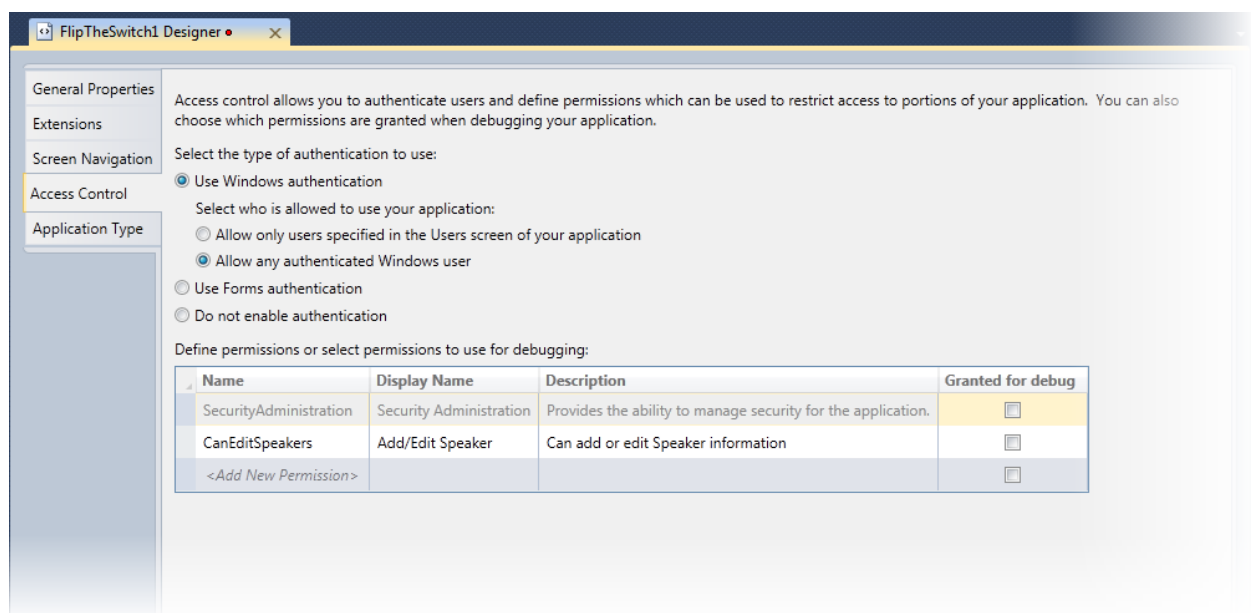 FlipTheSwitch1 Designer
General Properties
Extensions
Screen Navigation
Access Control
Application Type
Access control allows you to authenticate users and define permissions which can be used to restrict access to portions of your application. You can also
choose which permissions are granted when debugging your application.
Select the type of authentication to use:
Use Windows authentication
Select who is allowed to use your application:
Allow only users specified in the Users screen of your application
Allow any authenticated Windows user
Use Forms authentication
Do not enable authentication
Define permissions or select permissions to use for debugging:
Name Display Name Description Granted for debug
SecurityAdministration Security Administration Provides the ability to manage security for the application.
CanEditSpeakers Add/Edit Speaker Can add or edit Speaker information
<Add New Permission>